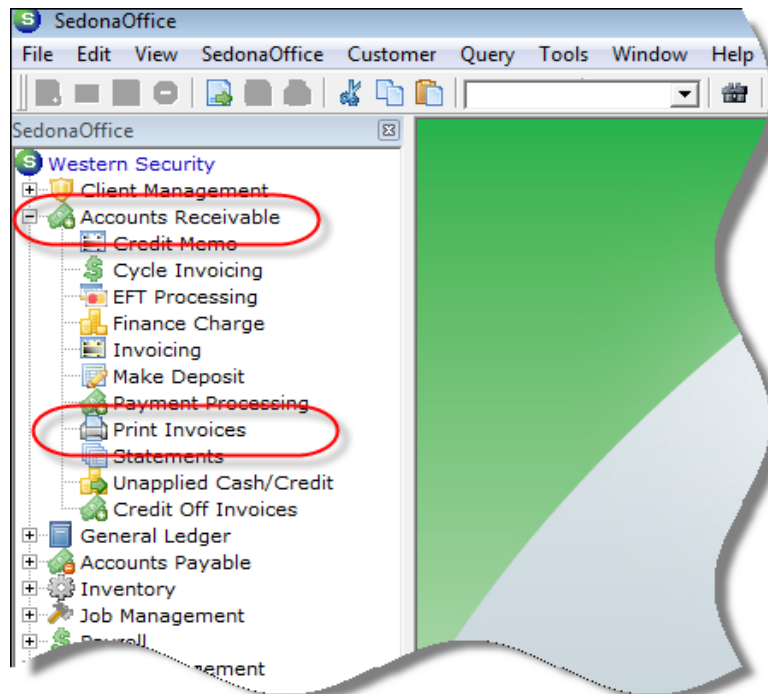 S SedonaOffice
File Edit View SedonaOffice Customer Query Tools Window Help
SedonaOffice
S Western Security
Client Management
Accounts Receivable
Credit Memo
Cycle Invoicing
EFT Processing
Finance Charge
Invoicing
Make Deposit
Payment Processing
Print Invoices
Statements
Unapplied Cash/Credit
Credit Off Invoices
General Ledger
Accounts Payable
Inventory
Job Management
Payroll